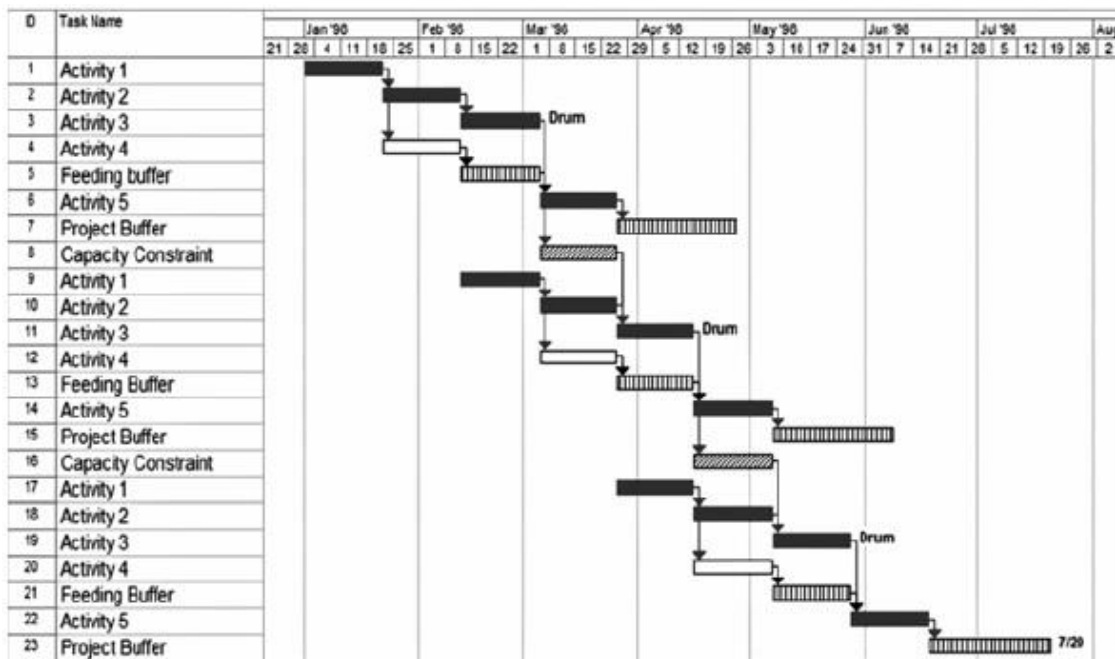 ID Task Name
Jan '98 Feb '98 Mar '98 Apr '98 May '98 Jun '98 Jul '98 Aug
21 28 4 11 18 25 1 8 15 22 1 8 15 22 29 5 12 19 26 3 10 17 24 31 7 14 21 28 5 12 19 26 2
1 Activity 1
2 Activity 2
3 Activity 3 Drum
4 Activity 4
5 Feeding buffer
6 Activity 5
7 Project Buffer
8 Capacity Constraint
9 Activity 1
10 Activity 2
11 Activity 3 Drum
12 Activity 4
13 Feeding Buffer
14 Activity 5
15 Project Buffer
16 Capacity Constraint
17 Activity 1
18 Activity 2
19 Activity 3 Drum
20 Activity 4
21 Feeding Buffer
22 Activity 5
23 Project Buffer 7/29